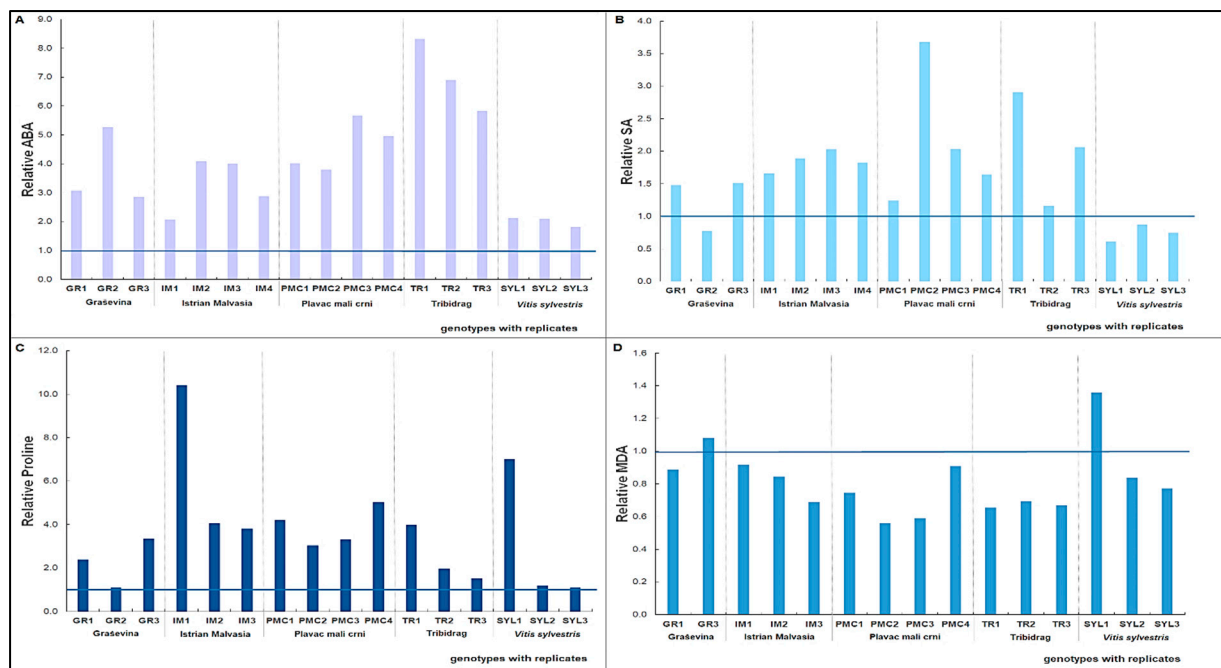 A
Relative ABA
9.0
8.0
7.0
6.0
5.0
4.0
3.0
2.0
1.0
0.0
GR1 GR2 GR3 IM1 IM2 IM3 IM4 PMC1 PMC2 PMC3 PMC4 TR1 TR2 TR3 SYL1 SYL2 SYL3
Graševina Istrian Malvasia Plavac mali crni Tribidrag Vitis sylvestris
genotypes with replicates
B
Relative SA
4.0
3.5
3.0
2.5
2.0
1.5
1.0
0.5
0.0
GR1 GR2 GR3 IM1 IM2 IM3 IM4 PMC1 PMC2 PMC3 PMC4 TR1 TR2 TR3 SYL1 SYL2 SYL3
Graševina Istrian Malvasia Plavac mali crni Tribidrag Vitis sylvestris
genotypes with replicates
C
Relative Proline
12.0
10.0
8.0
6.0
4.0
2.0
0.0
GR1 GR2 GR3 IM1 IM2 IM3 PMC1 PMC2 PMC3 PMC4 TR1 TR2 TR3 SYL1 SYL2 SYL3
Graševina Istrian Malvasia Plavac mali crni Tribidrag Vitis sylvestris
genotypes with replicates
D
Relative MDA
1.6
1.4
1.2
1.0
0.8
0.6
0.4
0.2
0.0
GR1 GR3 IM1 IM2 IM3 PMC1 PMC2 PMC3 PMC4 TR1 TR2 TR3 SYL1 SYL2 SYL3
Graševina Istrian Malvasia Plavac mali crni Tribidrag Vitis sylvestris
genotypes with replicates